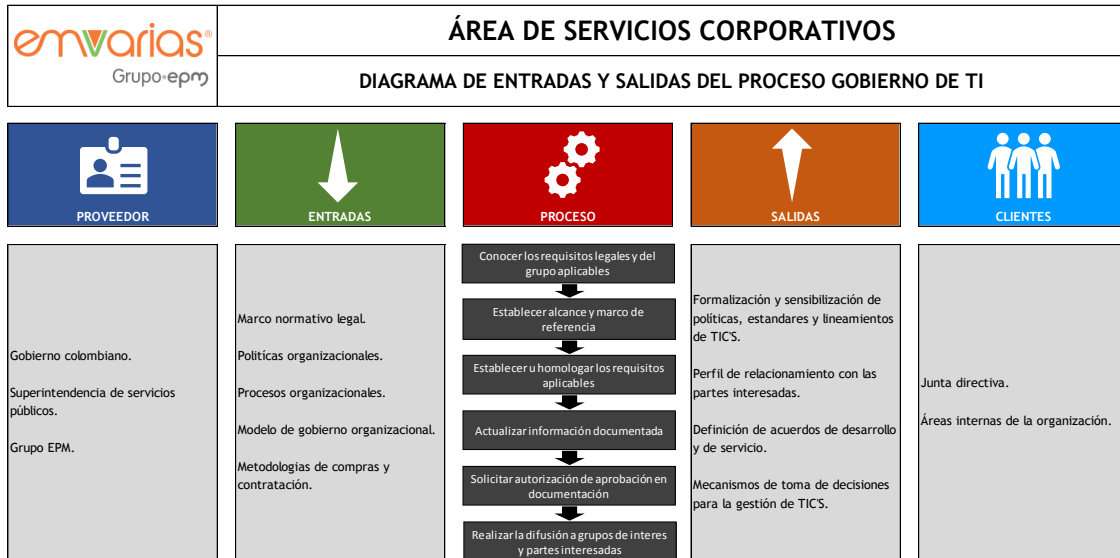 emvarias®
Grupo·epm
ÁREA DE SERVICIOS CORPORATIVOS
DIAGRAMA DE ENTRADAS Y SALIDAS DEL PROCESO GOBIERNO DE TI
PROVEEDOR
ENTRADAS
PROCESO
SALIDAS
CLIENTES
Gobierno colombiano.
Superintendencia de servicios
públicos.
Grupo EPM.
Marco normativo legal.
Politícas organizacionales.
Procesos organizacionales.
Modelo de gobierno organizacional.
Metodologias de compras y
contratación.
Conocer los requisitos legales y del
grupo aplicables
Establecer alcance y marco de
referencia
Establecer u homologar los requisitos
aplicables
Actualizar información documentada
Solicitar autorización de aprobación en
documentación
Realizar la difusión a grupos de interes
y partes interesadas
Formalización y sensibilización de
políticas, estandares y lineamientos
de TIC'S.
Perfil de relacionamiento con las
partes interesadas.
Definición de acuerdos de desarrollo
y de servicio.
Mecanismos de toma de decisiones
para la gestión de TIC'S.
Junta directiva.
Áreas internas de la organización.